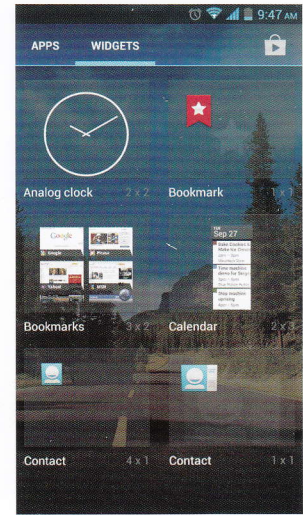 9:47 AM
APPS WIDGETS
Analog clock 2 x 2 Bookmark 1 x 1
Google
Bookmarks 3 x 2 Calendar 2 x 3
Sep 27
Contact 4 x 1 Contact 1 x 1